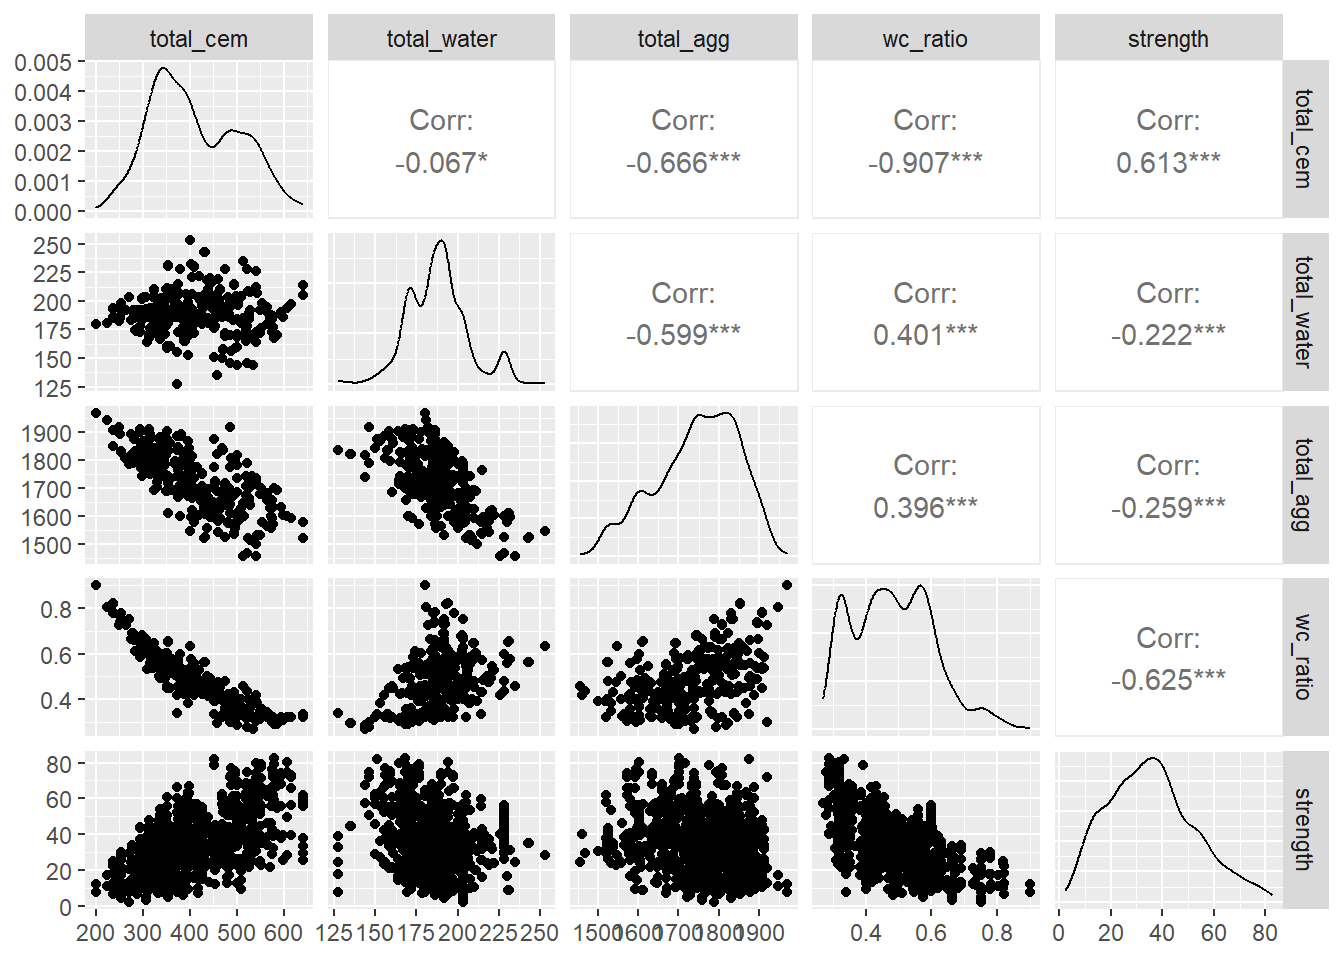 total_cem total_water total_agg wc_ratio strength
0.005
0.004
0.003
0.002
0.001
0.000
Corr:
-0.067*
Corr:
-0.666***
Corr:
-0.907***
Corr:
0.613***
total_cem
250
225
200
175
150
125
Corr:
-0.599***
Corr:
0.401***
Corr:
-0.222***
total_water
1900
1800
1700
1600
1500
Corr:
0.396***
Corr:
-0.259***
total_agg
0.8
0.6
0.4
Corr:
-0.625***
wc_ratio
80
60
40
20
0
strength
200 300 400 500 600
125 150 175 200 225 250
1500 1600 1700 1800 1900
0.4 0.6 0.8
0 20 40 60 80